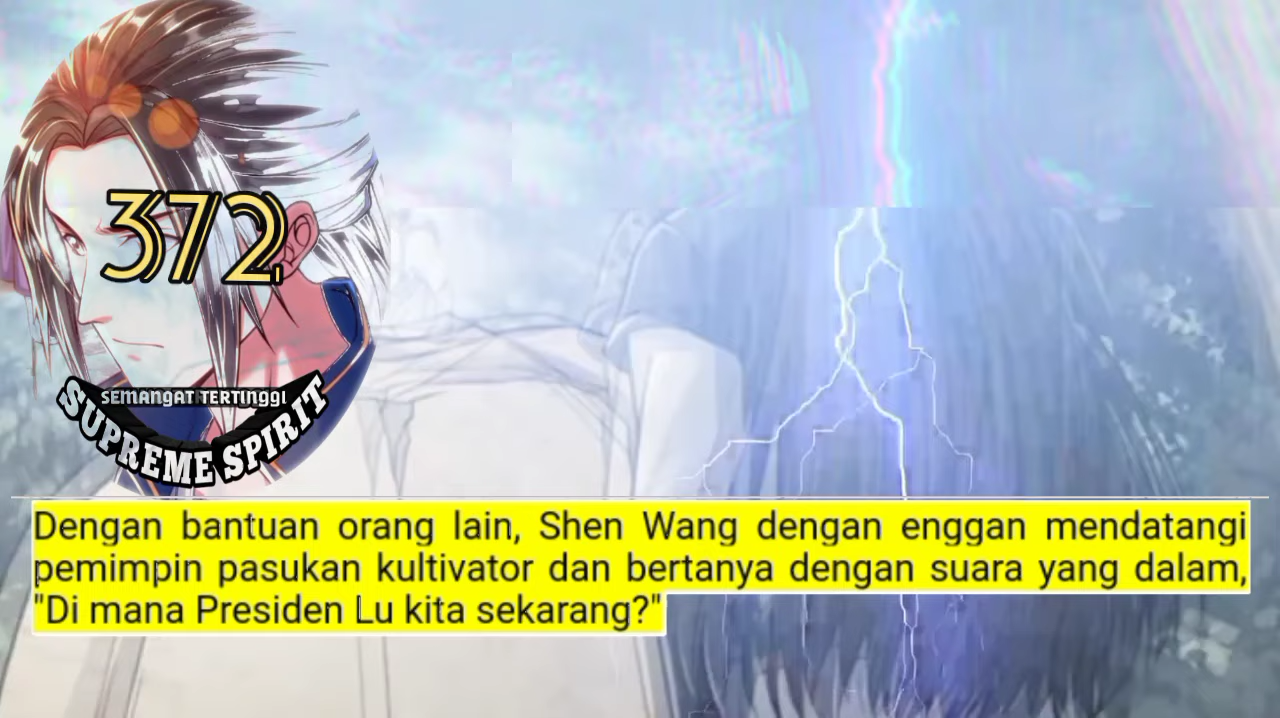 372
SEMANGAT TERTINGGI
SUPREME SPIRIT
Dengan bantuan orang lain, Shen Wang dengan enggan mendatangi
pemimpin pasukan kultivator dan bertanya dengan suara yang dalam,
"Di mana Presiden Lu kita sekarang?"